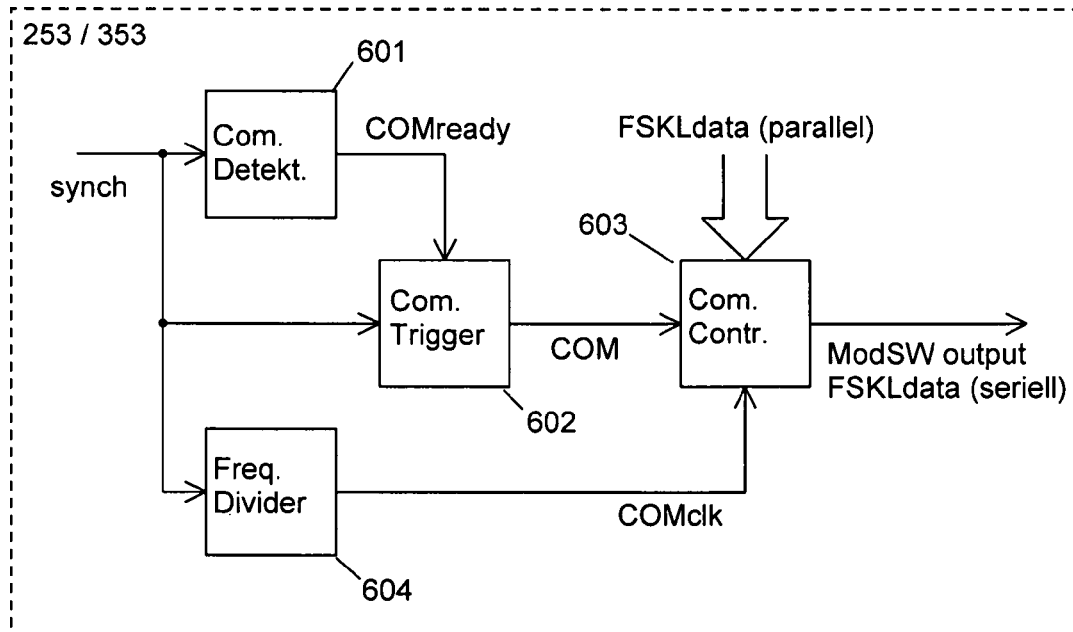 253 / 353
601
Com.
Detekt.
COMready
FSKLdata (parallel)
synch
603
Com.
Trigger
COM
Com.
Contr.
ModSW output
FSKLdata (seriell)
602
Freq.
Divider
COMclk
604